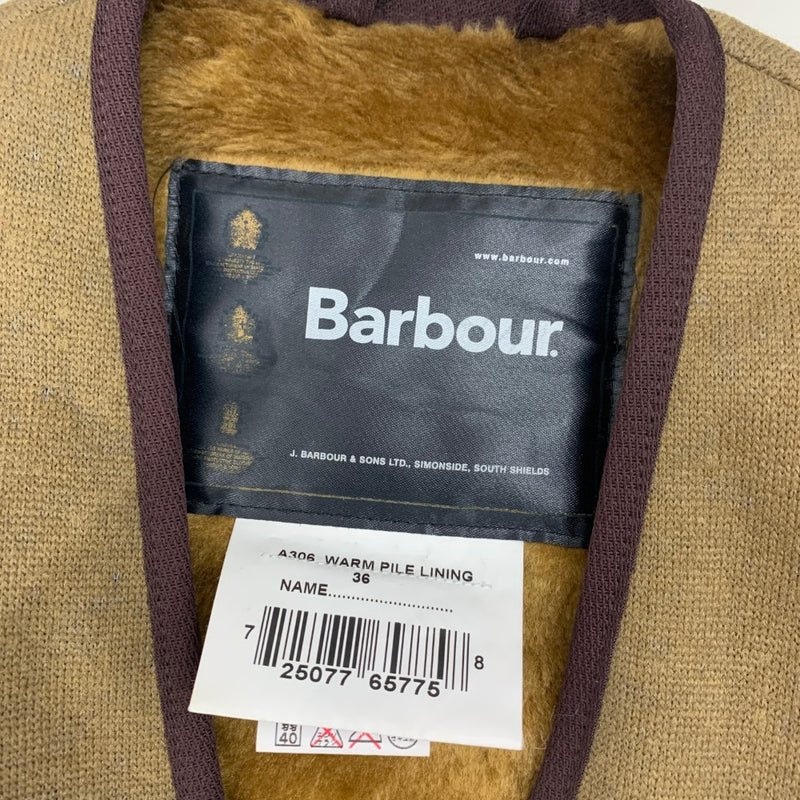 www.barbour.com
Barbour.
J. BARBOUR & SONS LTD., SIMONSIDE, SOUTH SHIELDS
A306 WARM PILE LINING
36
NAME...........................
7 25077 65775 8
40